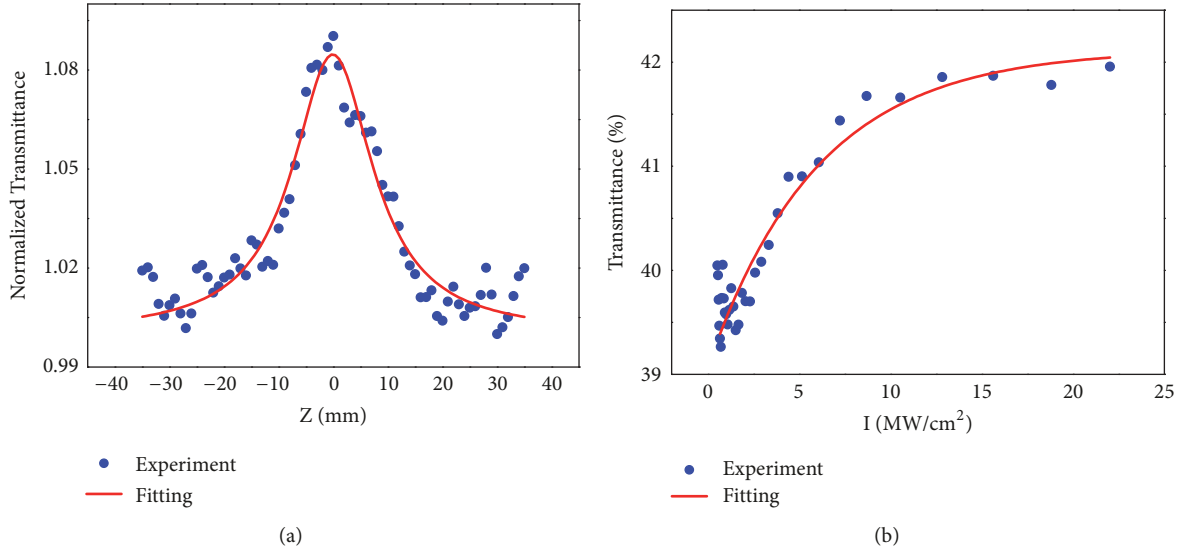 1.08
1.05
1.02
0.99
Normalized Transmittance
−40 −30 −20 −10 0 10 20 30 40
Z (mm)
Experiment
Fitting
(a)
42
41
40
39
Transmittance (%)
0 5 10 15 20 25
I (MW/cm²)
Experiment
Fitting
(b)